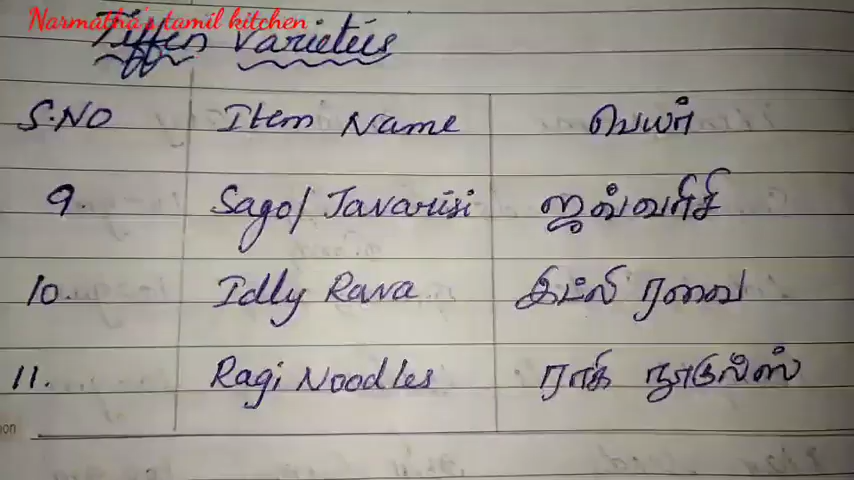 Narmatha's tamil kitchen
Tiffen Varieties
S.NO Item Name பெயர்
9. Sago/ Javarisi ஜவ்வரிசி
10. Idly Rava இட்லி ரவை
11. Ragi Noodles ராகி நூடுல்ஸ்